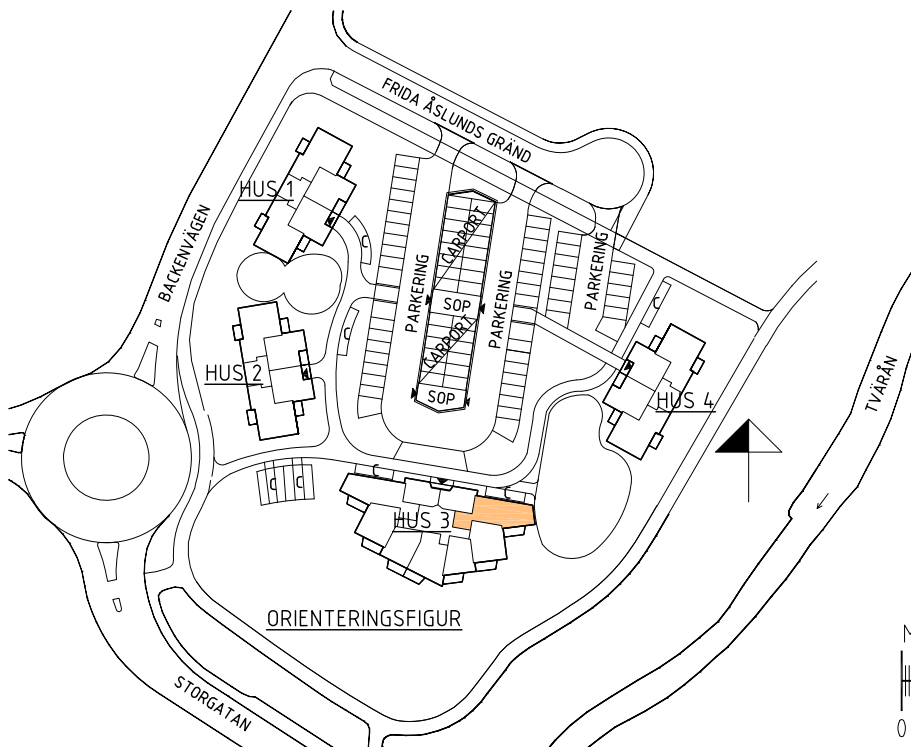 FRIDA ÅSLUNDS GRÄND
HUS 1
BACKENVÄGEN
CARPORT
PARKERING
PARKERING
PARKERING
SOP
CARPORT
HUS 2
SOP
HUS 4
TVÄRÅN
HUS 3
ORIENTERINGSFIGUR
STORGATAN
0